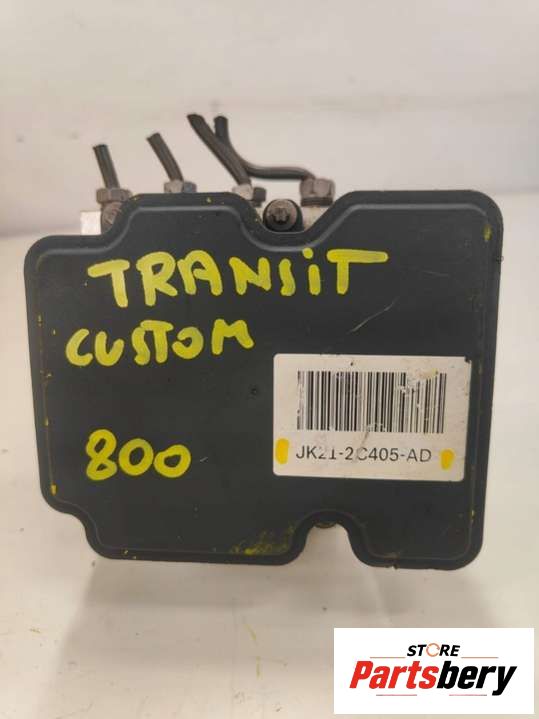 TRANSiT
CUSTOM
800
JK21-2C405-AD
STORE
Partsbery